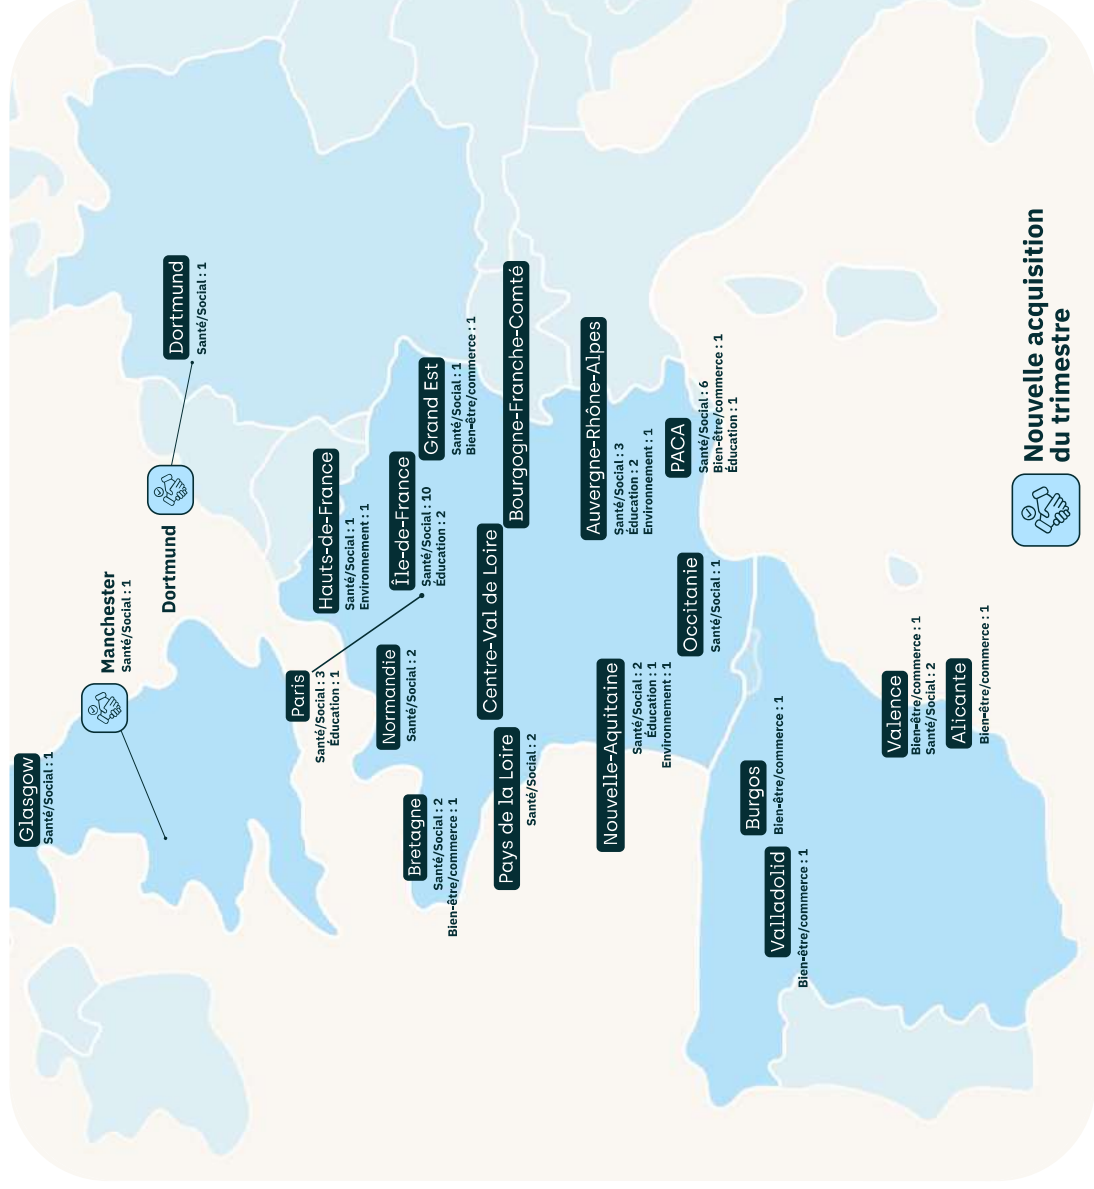 Glasgow
Santé/Social : 1
Manchester
Santé/Social : 1
Dortmund
Dortmund
Santé/Social : 1
Paris
Santé/Social : 3
Éducation : 1
Hauts-de-France
Santé/Social : 1
Environnement : 1
Normandie
Santé/Social : 2
Île-de-France
Santé/Social : 10
Éducation : 2
Bretagne
Santé/Social : 2
Bien-être/commerce : 1
Grand Est
Santé/Social : 1
Bien-être/commerce : 1
Centre-Val de Loire
Pays de la Loire
Santé/Social : 2
Bourgogne-Franche-Comté
Auvergne-Rhône-Alpes
Santé/Social : 3
Éducation : 2
Environnement : 1
Nouvelle-Aquitaine
Santé/Social : 2
Éducation : 1
Environnement : 1
PACA
Santé/Social : 6
Bien-être/commerce : 1
Éducation : 1
Occitanie
Santé/Social : 1
Burgos
Bien-être/commerce : 1
Valladolid
Bien-être/commerce : 1
Valence
Bien-être/commerce : 1
Santé/Social : 2
Alicante
Bien-être/commerce : 1
Nouvelle acquisition
du trimestre